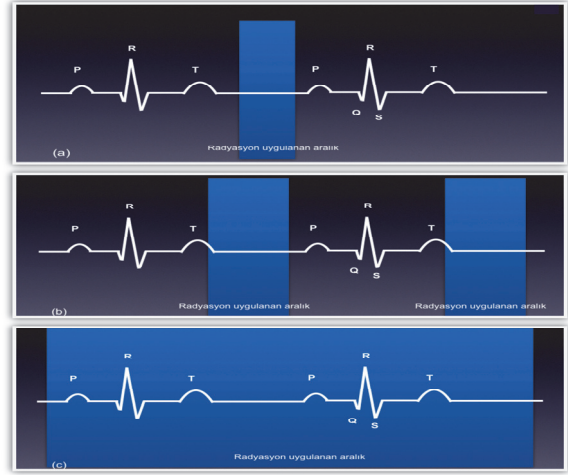 R R
P T P T
Q S
Radyasyon uygulanan aralık
(a)
R R
P T P T
Q S
Radyasyon uygulanan aralık Radyasyon uygulanan aralık
(b)
R R
P T P T
Q S
Radyasyon uygulanan aralık
(c)